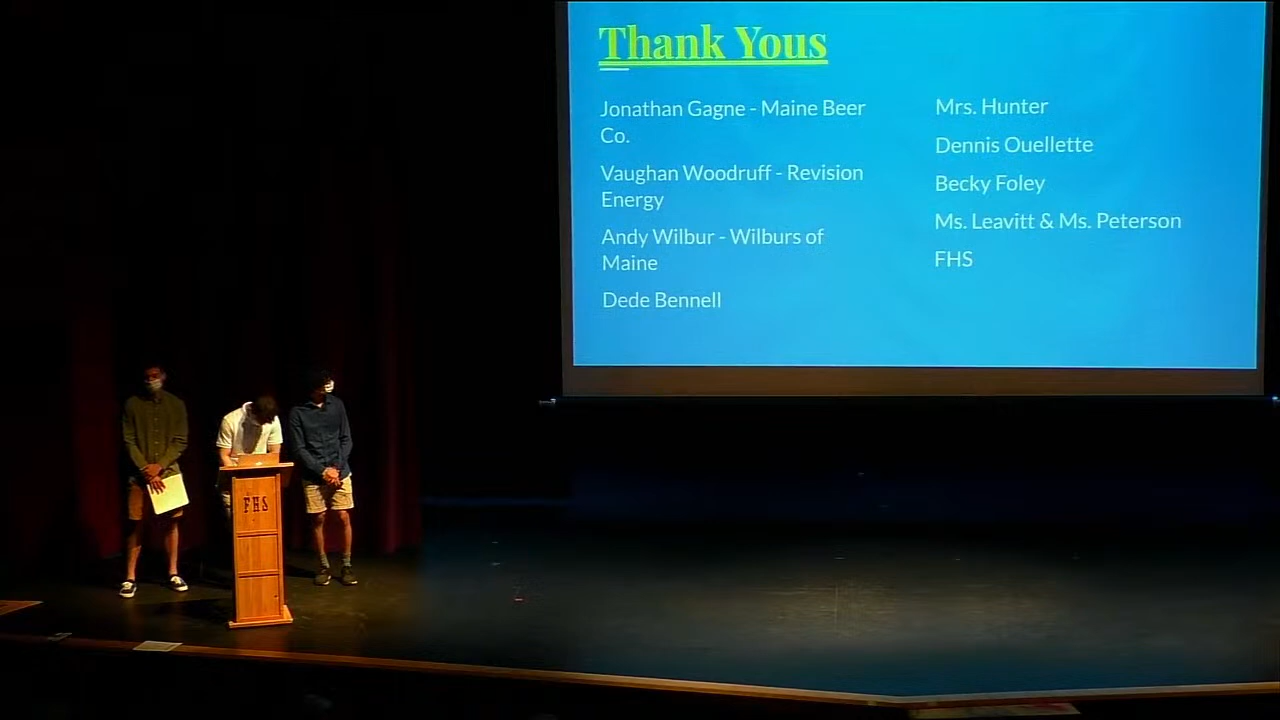 Thank Yous
Jonathan Gagne - Maine Beer
Co.
Vaughan Woodruff - Revision
Energy
Andy Wilbur - Wilburs of
Maine
Dede Bennell
Mrs. Hunter
Dennis Ouellette
Becky Foley
Ms. Leavitt & Ms. Peterson
FHS
FHS